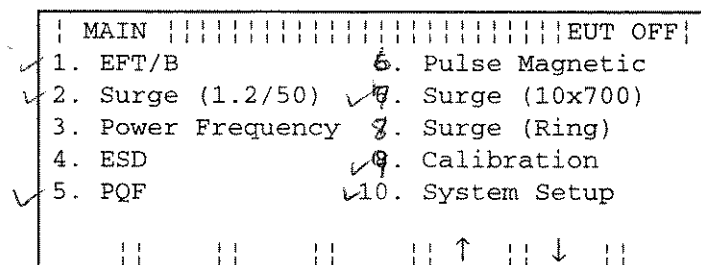 MAIN EUT OFF
1. EFT/B 6. Pulse Magnetic
2. Surge (1.2/50) 7. Surge (10x700)
3. Power Frequency 8. Surge (Ring)
4. ESD 9. Calibration
5. PQF 10. System Setup
↑ ↓